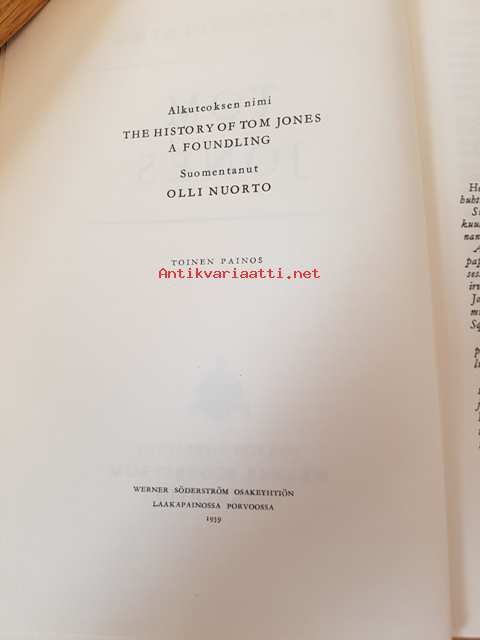 Alkuteoksen nimi
THE HISTORY OF TOM JONES
A FOUNDLING
Suomentanut
OLLI NUORTO
TOINEN PAINOS
Antikvariaatti.net
WERNER SÖDERSTRÖM OSAKEYHTIÖN
LAAKAPAINOSSA PORVOOSSA
1959